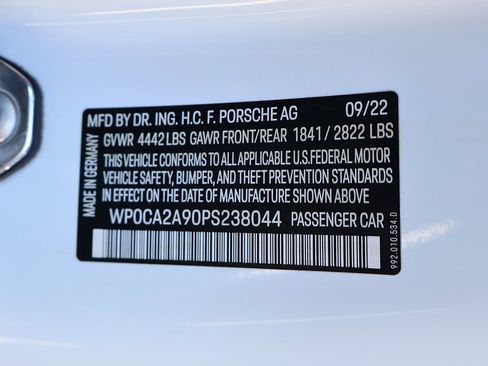 MFD BY DR. ING. H.C. F. PORSCHE AG 09/22
GVWR 4442 LBS GAWR FRONT/REAR 1841 / 2822 LBS
THIS VEHICLE CONFORMS TO ALL APPLICABLE U.S. FEDERAL MOTOR
VEHICLE SAFETY, BUMPER, AND THEFT PREVENTION STANDARDS
IN EFFECT ON THE DATE OF MANUFACTURE SHOWN ABOVE
WP0CA2A90PS238044 PASSENGER CAR
MADE IN GERMANY
992.010.534.D